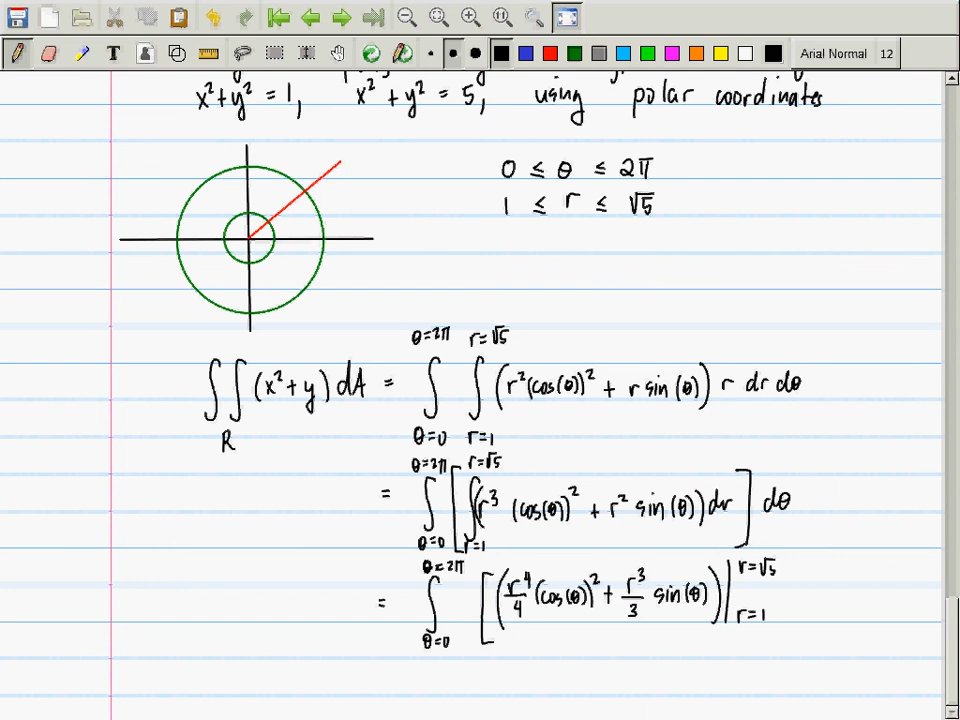 T Arial Normal 12
x²+y² = 1, x² + y² = 5, using polar coordinates
0 ≤ θ ≤ 2π
1 ≤ r ≤ √5
θ=2π r=√5
∫∫ (x²+y) dA = ∫ ∫ (r²(cos(θ))² + r sin(θ)) r dr dθ
R θ=0 r=1
θ=2π r=√5
= ∫ [∫(r³ (cos(θ))² + r² sin(θ)) dr] dθ
θ=0 r=1
θ=2π r=√5
= ∫ [(r⁴/4 (cos(θ))² + r³/3 sin(θ))|
θ=0 r=1